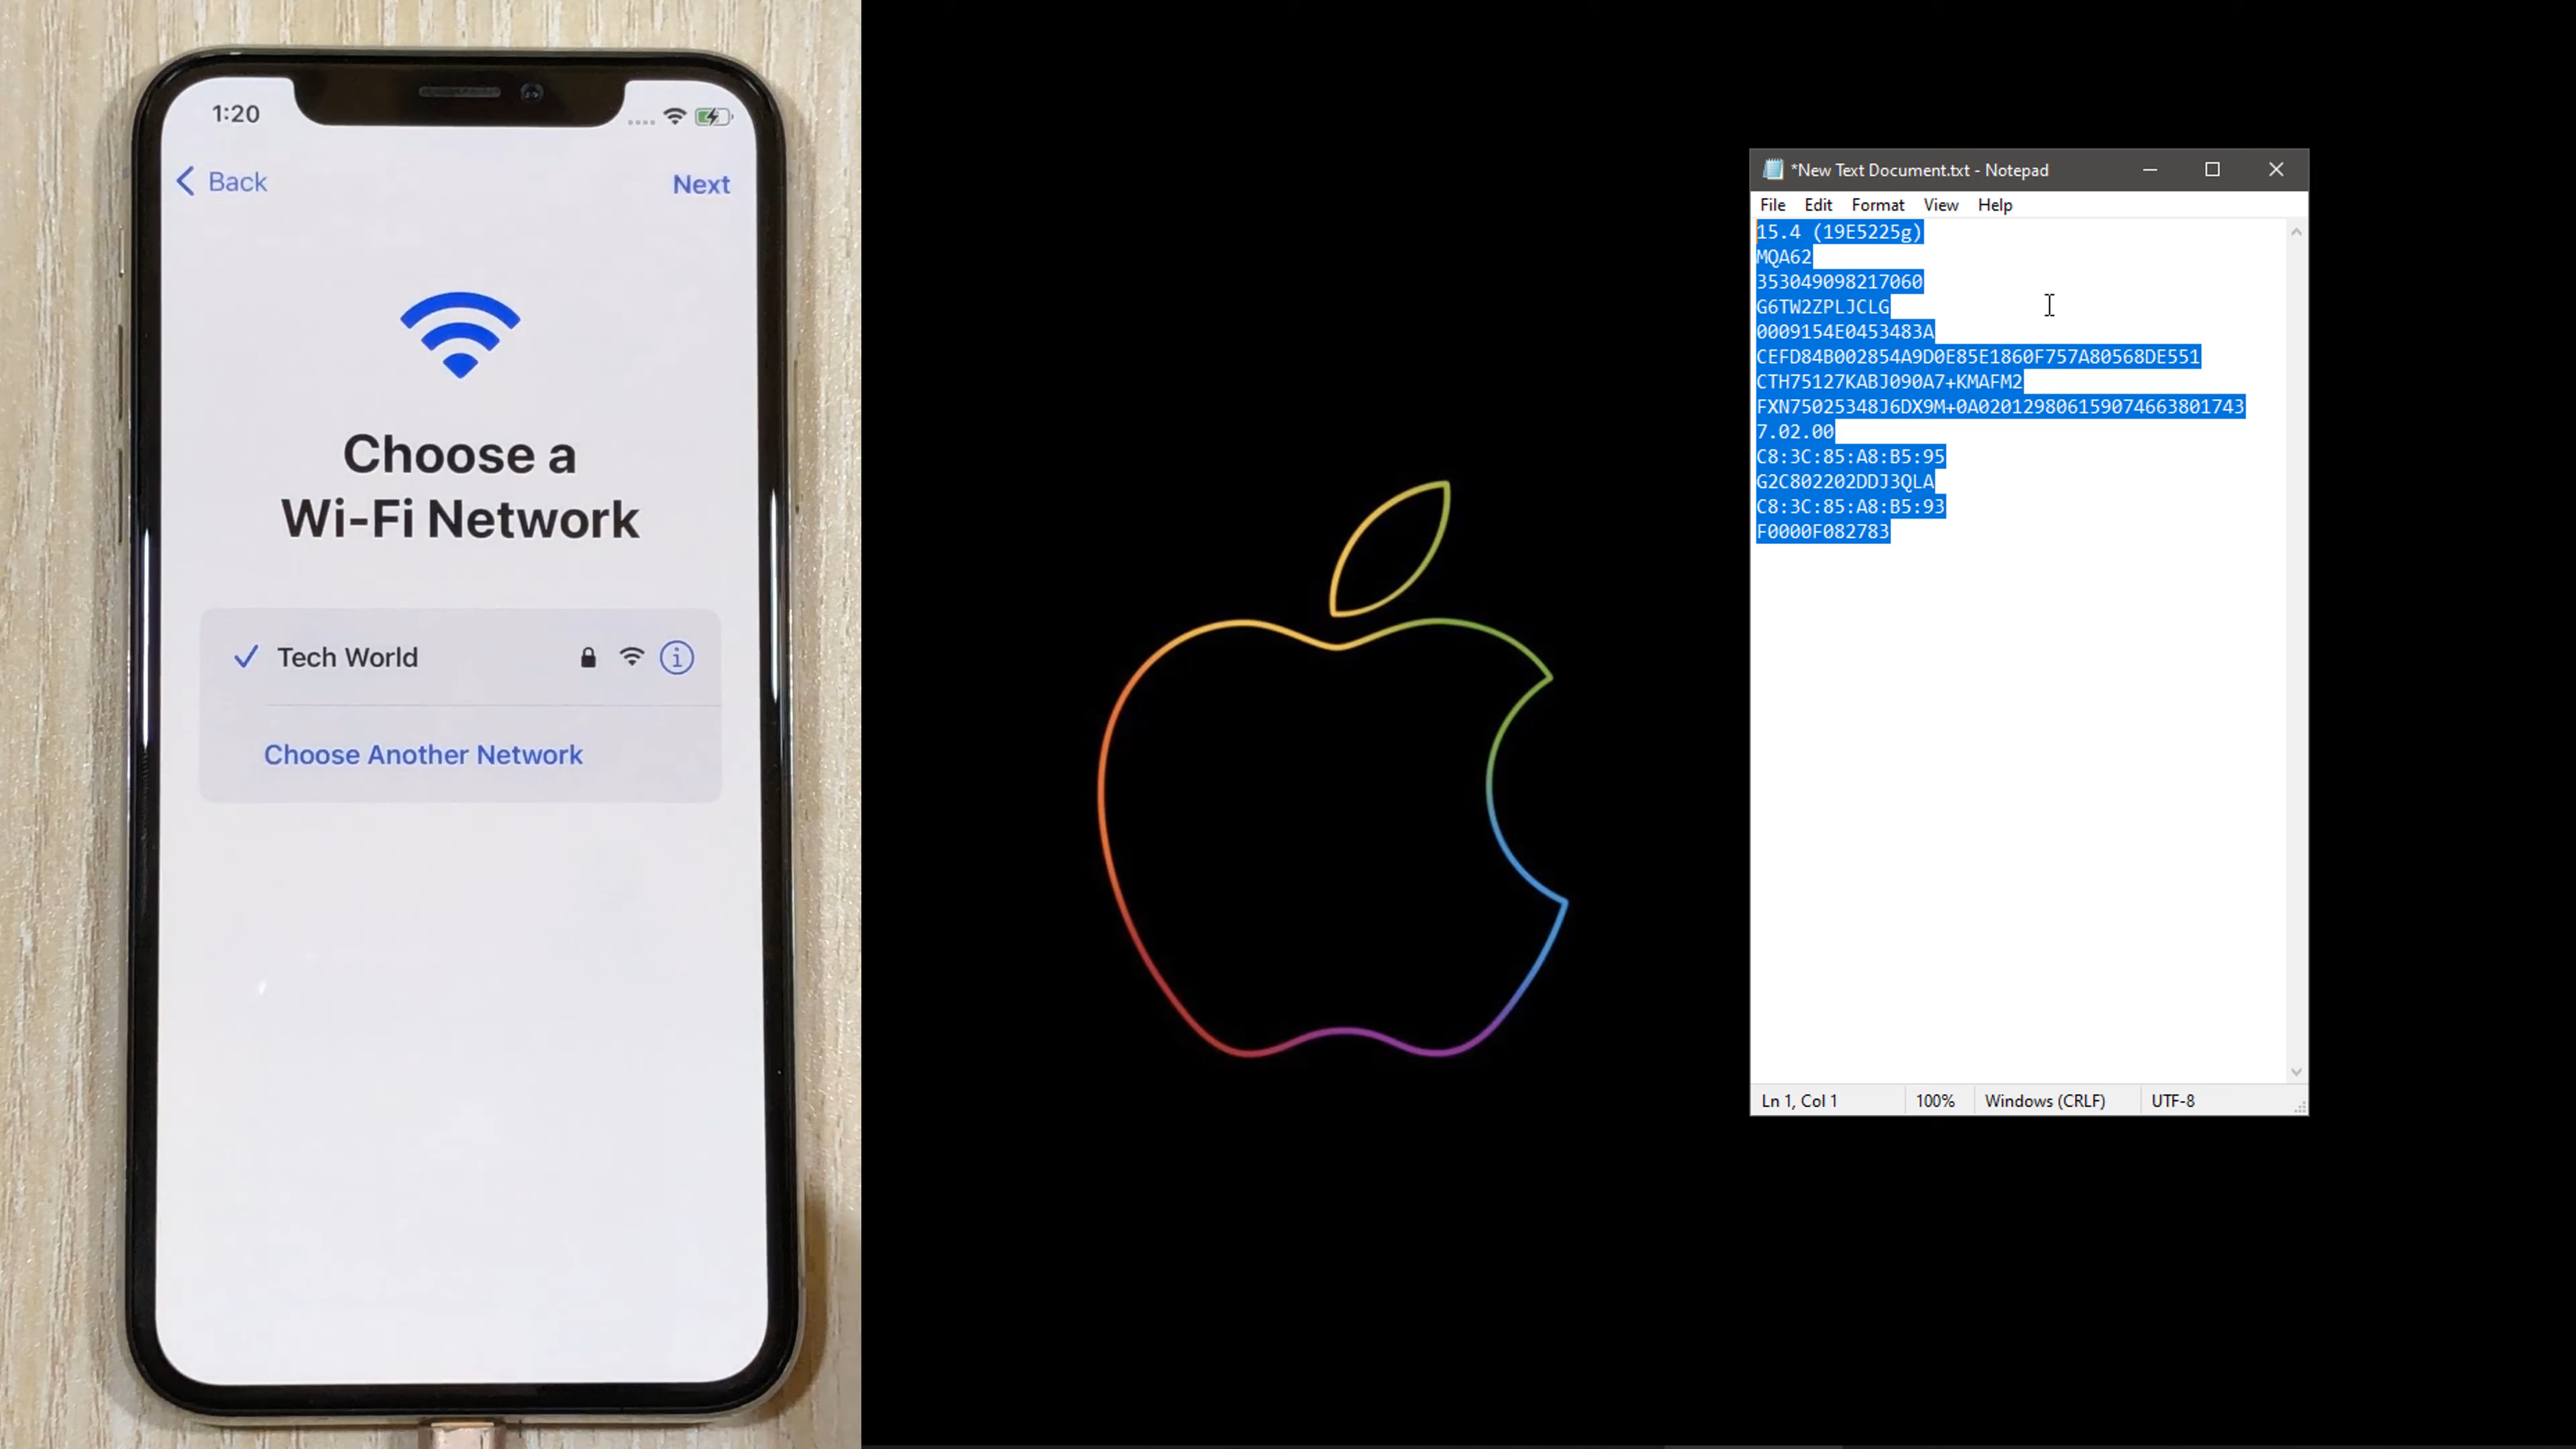 1:20
Back
Next
Choose a
Wi-Fi Network
Tech World
Choose Another Network
*New Text Document.txt - Notepad
File Edit Format View Help
15.4 (19E5225g)
MQA62
353049098217060
G6TW2ZPLJCLG
0009154E0453483A
CEFD84B002854A9D0E85E1860F757A80568DE551
CTH75127KABJ090A7+KMAFM2
FXN75025348J6DX9M+0A020129806159074663801743
7.02.00
C8:3C:85:A8:B5:95
G2C802202DDJ3QLA
C8:3C:85:A8:B5:93
F0000F082783
Ln 1, Col 1 100% Windows (CRLF) UTF-8